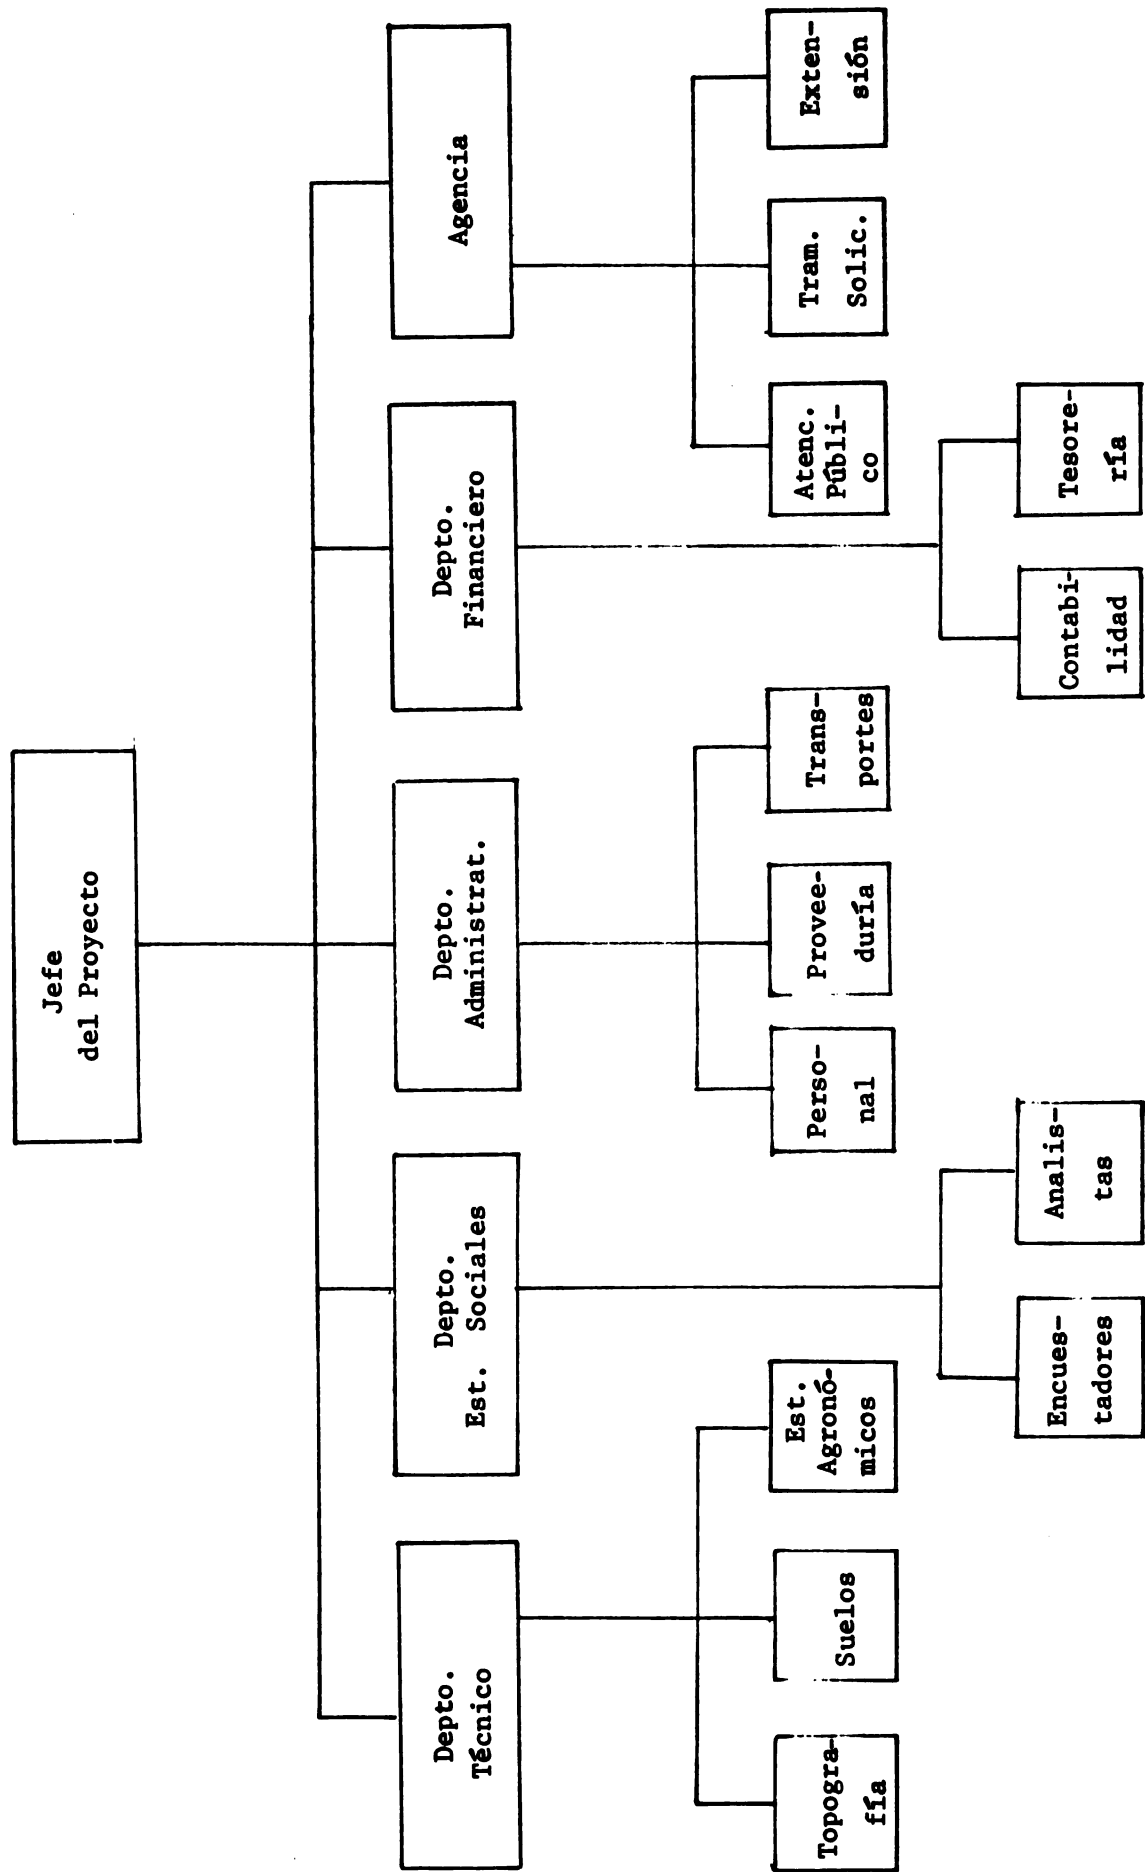 Jefe
del Proyecto
Depto.
Técnico
Depto.
Est. Sociales
Depto.
Administrat.
Depto.
Financiero
Agencia
Topogra-
fía
Suelos
Est.
Agronó-
micos
Perso-
nal
Provee-
duría
Trans-
portes
Atenc.
Públi-
co
Tram.
Solic.
Exten-
sión
Encues-
tadores
Analis-
tas
Contabi-
lidad
Tesore-
ría